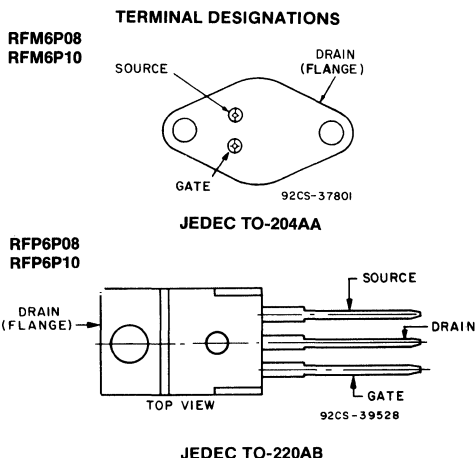 TERMINAL DESIGNATIONS
RFM6P08
RFM6P10
SOURCE
DRAIN
(FLANGE)
GATE
92CS-37801
JEDEC TO-204AA
RFP6P08
RFP6P10
DRAIN
(FLANGE)
SOURCE
DRAIN
GATE
TOP VIEW
92CS-39528
JEDEC TO-220AB